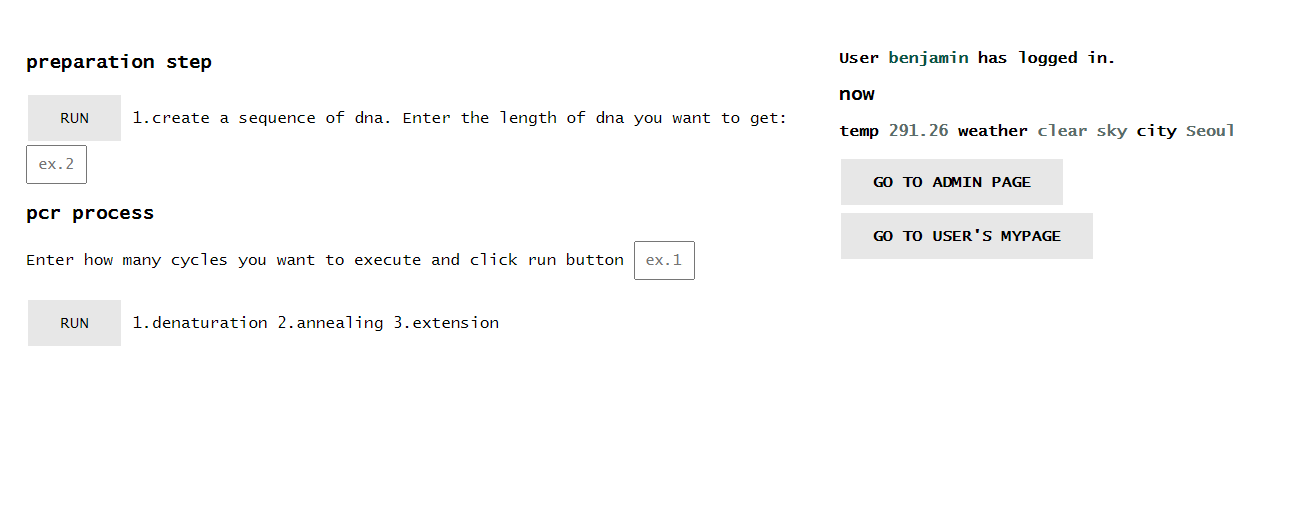 preparation step
RUN 1.create a sequence of dna. Enter the length of dna you want to get:
ex.2
pcr process
Enter how many cycles you want to execute and click run button ex.1
RUN 1.denaturation 2.annealing 3.extension
User benjamin has logged in.
now
temp 291.26 weather clear sky city Seoul
GO TO ADMIN PAGE
GO TO USER'S MYPAGE